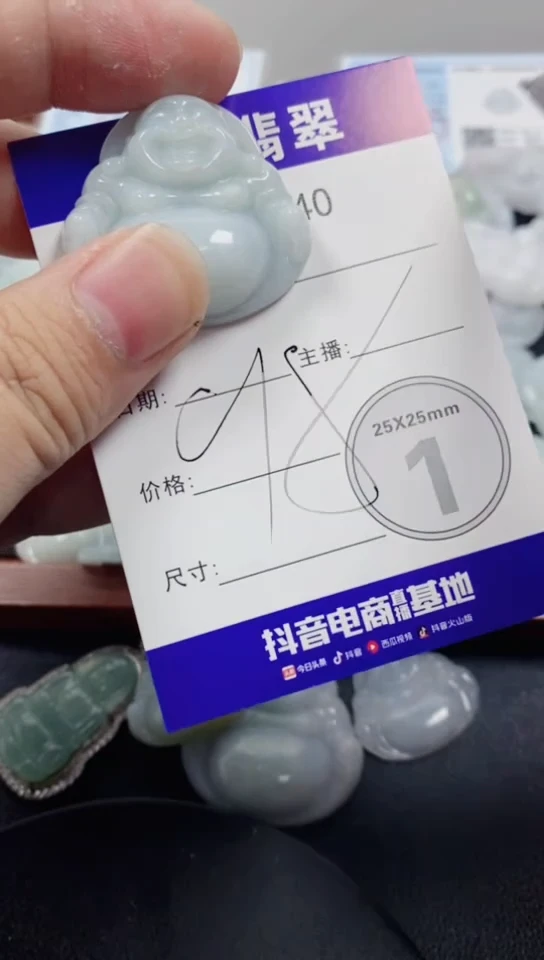 翡翠
40
主播:
日期:
98
25X25mm
1
价格:
尺寸:
抖音电商直播基地
今日头条 抖音 西瓜视频 抖音火山版